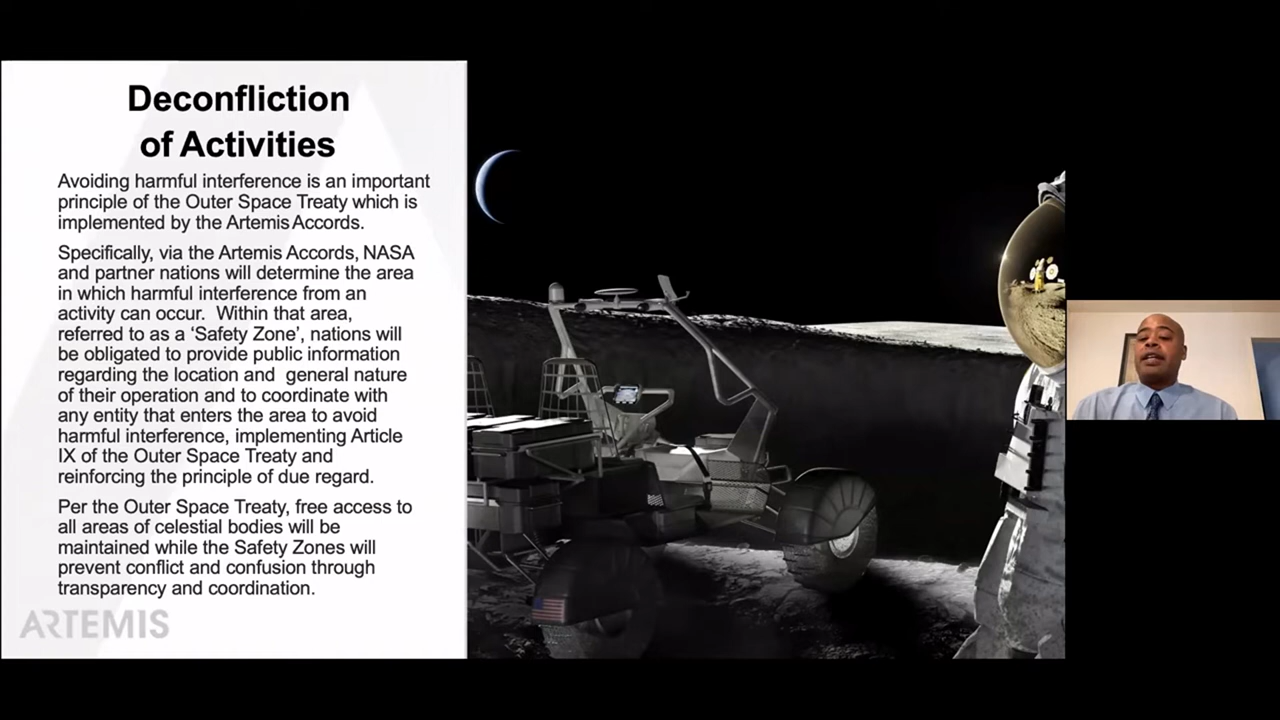 Deconfliction
of Activities
Avoiding harmful interference is an important
principle of the Outer Space Treaty which is
implemented by the Artemis Accords.
Specifically, via the Artemis Accords, NASA
and partner nations will determine the area
in which harmful interference from an
activity can occur. Within that area,
referred to as a ‘Safety Zone’, nations will
be obligated to provide public information
regarding the location and general nature
of their operation and to coordinate with
any entity that enters the area to avoid
harmful interference, implementing Article
IX of the Outer Space Treaty and
reinforcing the principle of due regard.
Per the Outer Space Treaty, free access to
all areas of celestial bodies will be
maintained while the Safety Zones will
prevent conflict and confusion through
transparency and coordination.
ARTEMIS